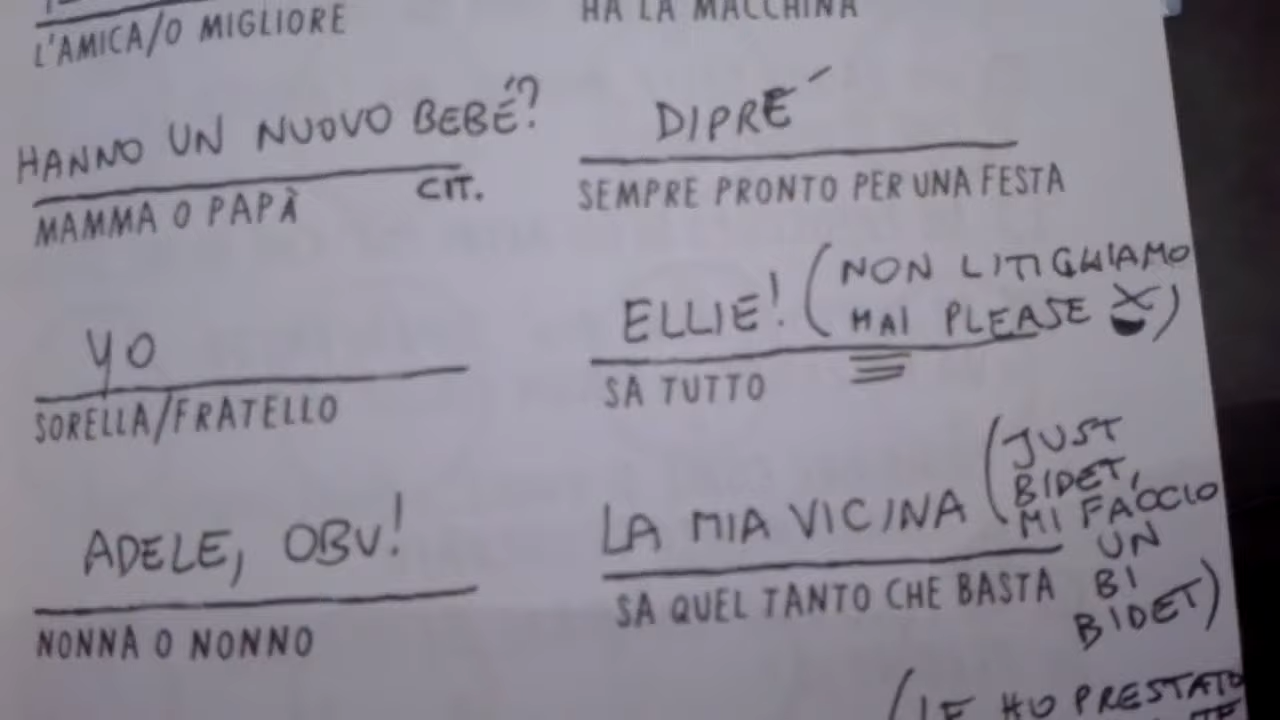 L'AMICA/O MIGLIORE
HA LA MACCHINA
HANNO UN NUOVO BEBÉ?
MAMMA O PAPÀ
CIT.
DIPRE´
SEMPRE PRONTO PER UNA FESTA
YO
SORELLA/FRATELLO
ELLIE! (NON LITIGHIAMO
MAI PLEASE
)
SA TUTTO
ADELE, OBV!
NONNA O NONNO
LA MIA VICINA (JUST
BIDET,
MI FACCIO
UN
BI
BIDET)
SA QUEL TANTO CHE BASTA
(LE HO PRESTATO